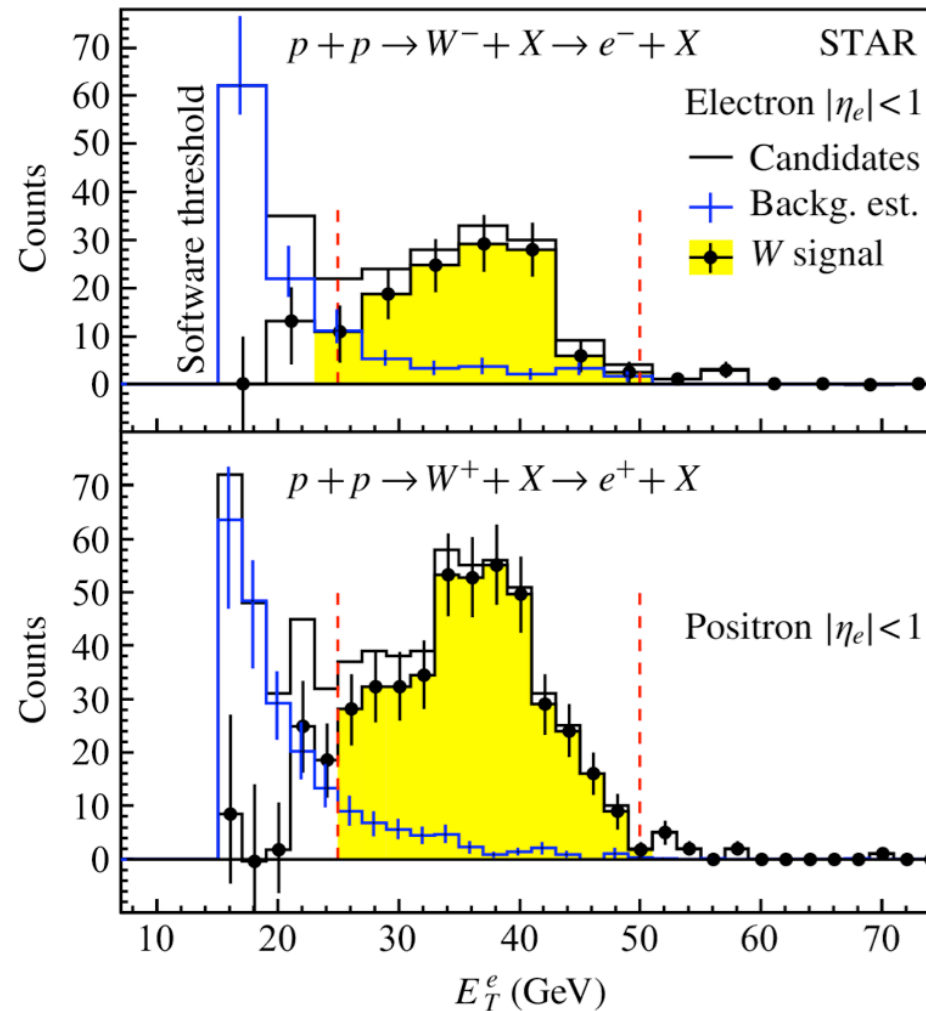 p + p → W⁻ + X → e⁻ + X
STAR
Electron |ηₑ| < 1
Candidates
Backg. est.
W signal
Software threshold
Counts
70
60
50
40
30
20
10
0
p + p → W⁺ + X → e⁺ + X
Positron |ηₑ| < 1
Counts
70
60
50
40
30
20
10
0
10 20 30 40 50 60 70
E_T^e (GeV)